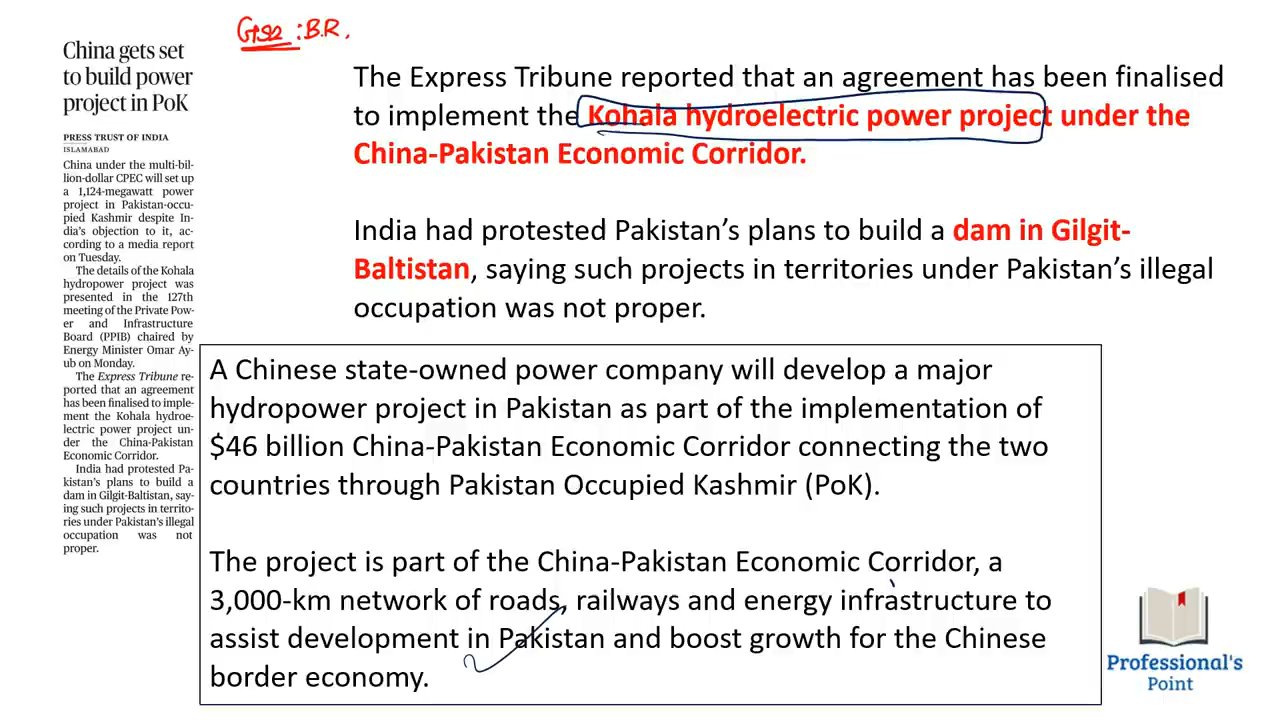 GS2 : B.R.
China gets set
to build power
project in PoK
PRESS TRUST OF INDIA
ISLAMABAD
China under the multi-bil-
lion-dollar CPEC will set up
a 1,124-megawatt power
project in Pakistan-occu-
pied Kashmir despite In-
dia's objection to it, ac-
cording to a media report
on Tuesday.
The details of the Kohala
hydropower project was
presented in the 127th
meeting of the Private Pow-
er and Infrastructure
Board (PPIB) chaired by
Energy Minister Omar Ay-
ub on Monday.
The Express Tribune re-
ported that an agreement
has been finalised to imple-
ment the Kohala hydroe-
lectric power project un-
der the China-Pakistan
Economic Corridor.
India had protested Pa-
kistan's plans to build a
dam in Gilgit-Baltistan, say-
ing such projects in territo-
ries under Pakistan's illegal
occupation was not
proper.
The Express Tribune reported that an agreement has been finalised
to implement the Kohala hydroelectric power project under the
China-Pakistan Economic Corridor.
India had protested Pakistan's plans to build a dam in Gilgit-
Baltistan, saying such projects in territories under Pakistan's illegal
occupation was not proper.
A Chinese state-owned power company will develop a major
hydropower project in Pakistan as part of the implementation of
$46 billion China-Pakistan Economic Corridor connecting the two
countries through Pakistan Occupied Kashmir (PoK).
The project is part of the China-Pakistan Economic Corridor, a
3,000-km network of roads, railways and energy infrastructure to
assist development in Pakistan and boost growth for the Chinese
border economy.
Professional's
Point